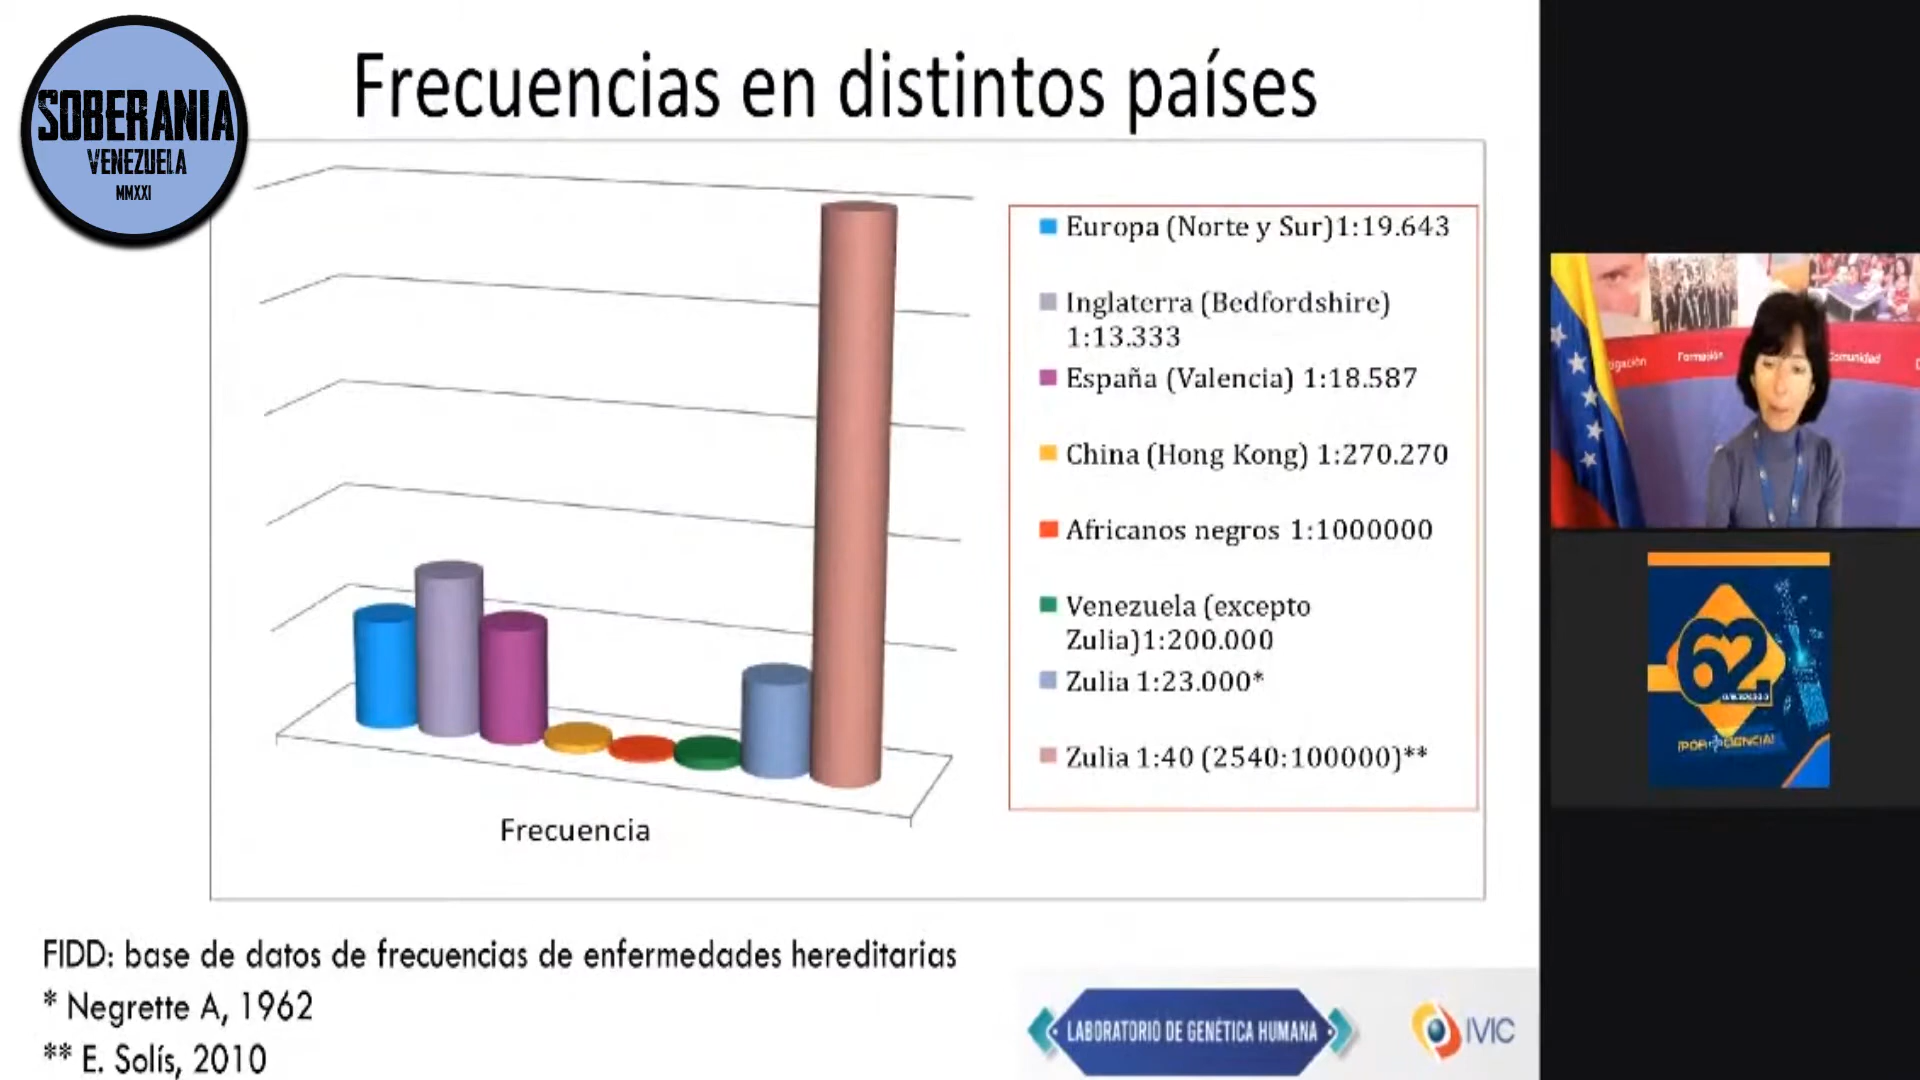 SOBERANIA
VENEZUELA
MMXXI
Frecuencias en distintos países
Europa (Norte y Sur)1:19.643
Inglaterra (Bedfordshire)
1:13.333
España (Valencia) 1:18.587
China (Hong Kong) 1:270.270
Africanos negros 1:1000000
Venezuela (excepto
Zulia)1:200.000
Zulia 1:23.000*
Zulia 1:40 (2540:100000)**
Frecuencia
FIDD: base de datos de frecuencias de enfermedades hereditarias
* Negrette A, 1962
** E. Solís, 2010
LABORATORIO DE GENÉTICA HUMANA
IVIC
Formación
Comunidad
62